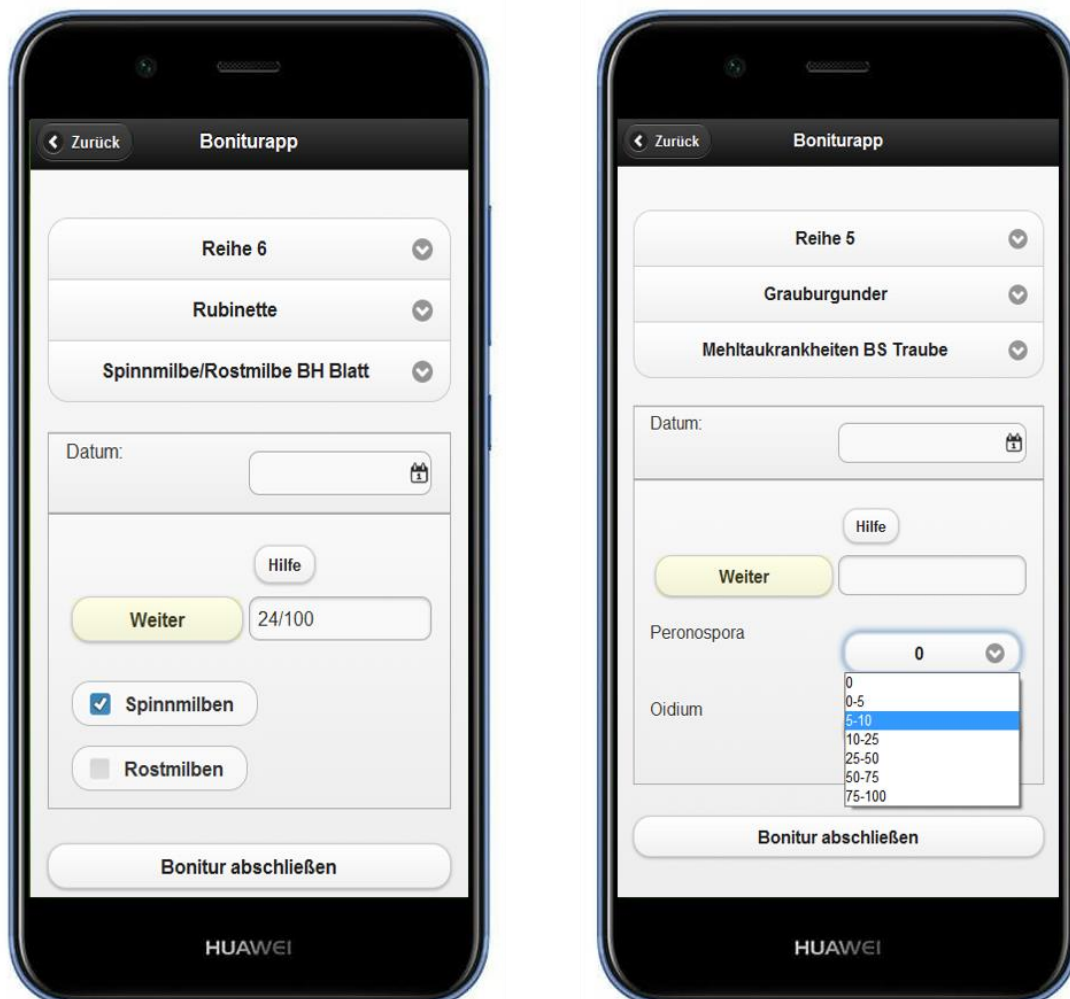 Zurück Boniturapp
Reihe 6
Rubinette
Spinnmilbe/Rostmilbe BH Blatt
Datum:
1
Hilfe
Weiter 24/100
Spinnmilben
Rostmilben
Bonitur abschließen
HUAWEI
Zurück Boniturapp
Reihe 5
Grauburgunder
Mehltaukrankheiten BS Traube
Datum:
1
Hilfe
Weiter
Peronospora
0
0
0-5
Oidium
5-10
10-25
25-50
50-75
75-100
Bonitur abschließen
HUAWEI